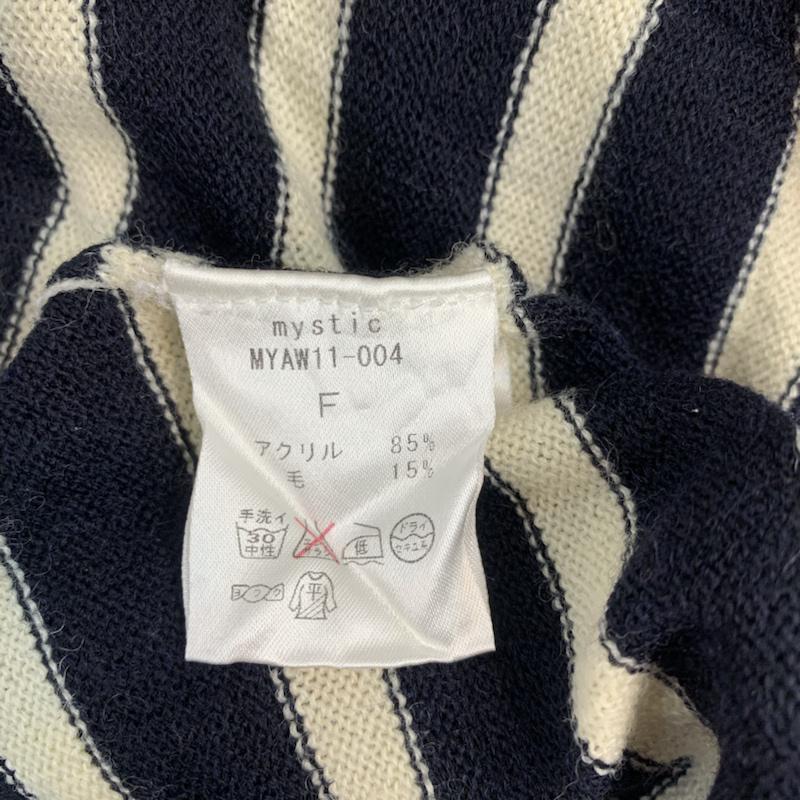 mystic
MYAW11-004
F
アクリル 85%
毛 15%
手洗イ
30
中性
低
ドライ
セキユ系
ヨワク
平